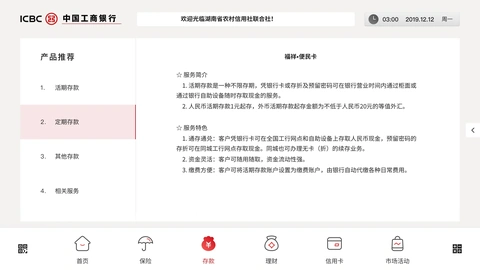 ICBC 中国工商银行
欢迎光临湖南省农村信用社联合社！
03:00 2019.12.12 周一
产品推荐
1. 活期存款
2. 定期存款
3. 其他存款
4. 相关服务
福祥•便民卡
☆ 服务简介
1. 活期存款是一种不限存期，凭银行卡或存折及预留密码可在银行营业时间内通过柜面或
通过银行自助设备随时存取现金的服务。
2. 人民币活期存款1元起存，外币活期存款起存金额为不低于人民币20元的等值外汇。
☆ 服务特色
1. 通存通兑：客户凭银行卡可在全国工行网点和自助设备上存取人民币现金，预留密码的
存折可在同城工行网点存取现金。同城也可办理无卡（折）的续存业务。
2. 资金灵活：客户可随用随取，资金流动性强。
3. 缴费方便：客户可将活期存款账户设置为缴费账户，由银行自动代缴各种日常费用。
首页
保险
存款
理财
信用卡
市场活动